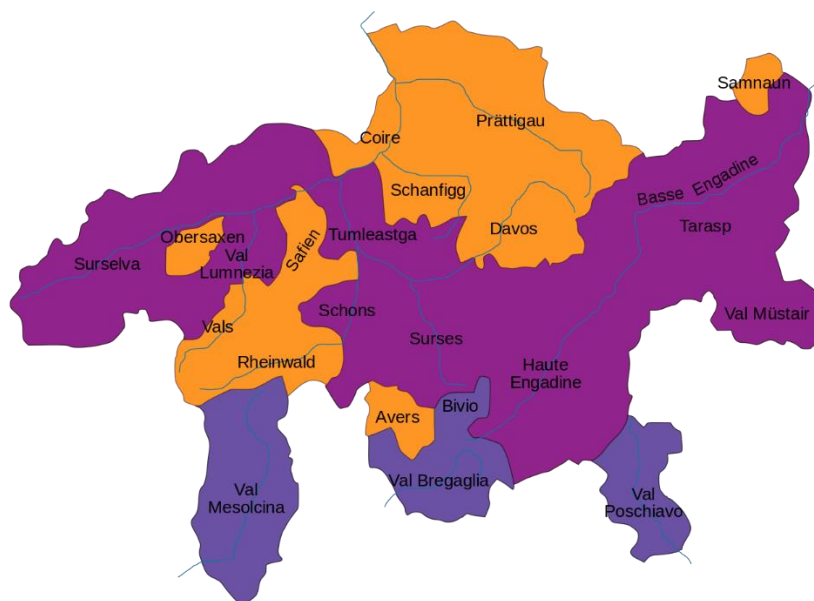 Samnaun
Coire
Prättigau
Schanfigg
Basse Engadine
Tarasp
Obersaxen
Safien
Tumleastga
Davos
Surselva
Val
Lumnezia
Val Müstair
Schons
Vals
Surses
Rheinwald
Haute
Engadine
Avers
Bivio
Val Bregaglia
Val
Mesolcina
Val
Poschiavo